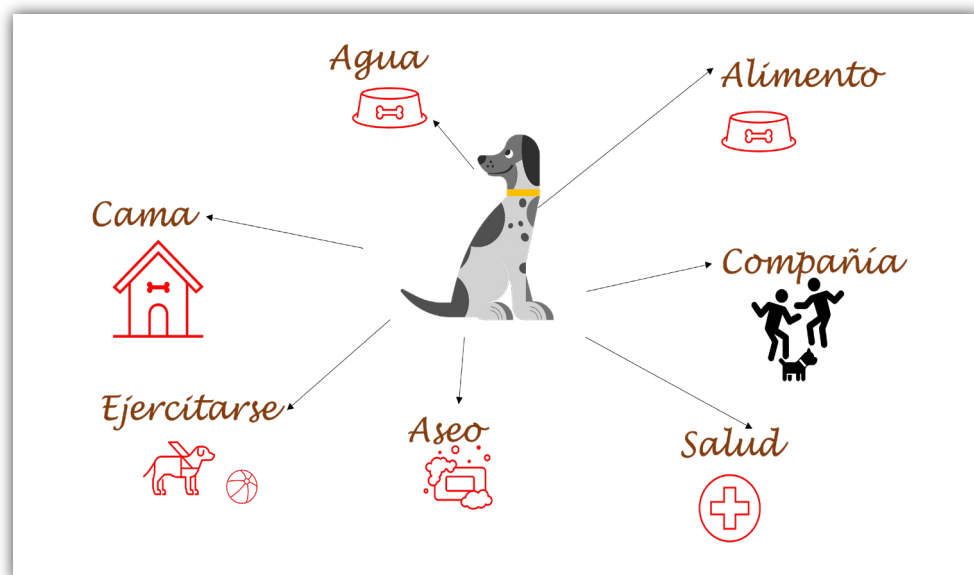 Agua
Alimento
Cama
Compañía
Ejercitarse
Aseo
Salud